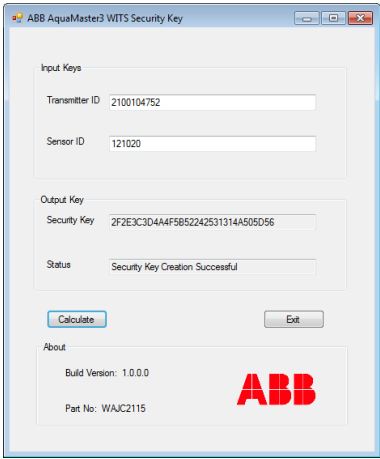 ABB AquaMaster3 WITS Security Key
Input Keys
Transmitter ID 2100104752
Sensor ID 121020
Output Key
Security Key 2F2E3C3D4A4F5B52242531314A505D56
Status Security Key Creation Successful
Calculate Exit
About
Build Version: 1.0.0.0
Part No: WAJC2115
ABB